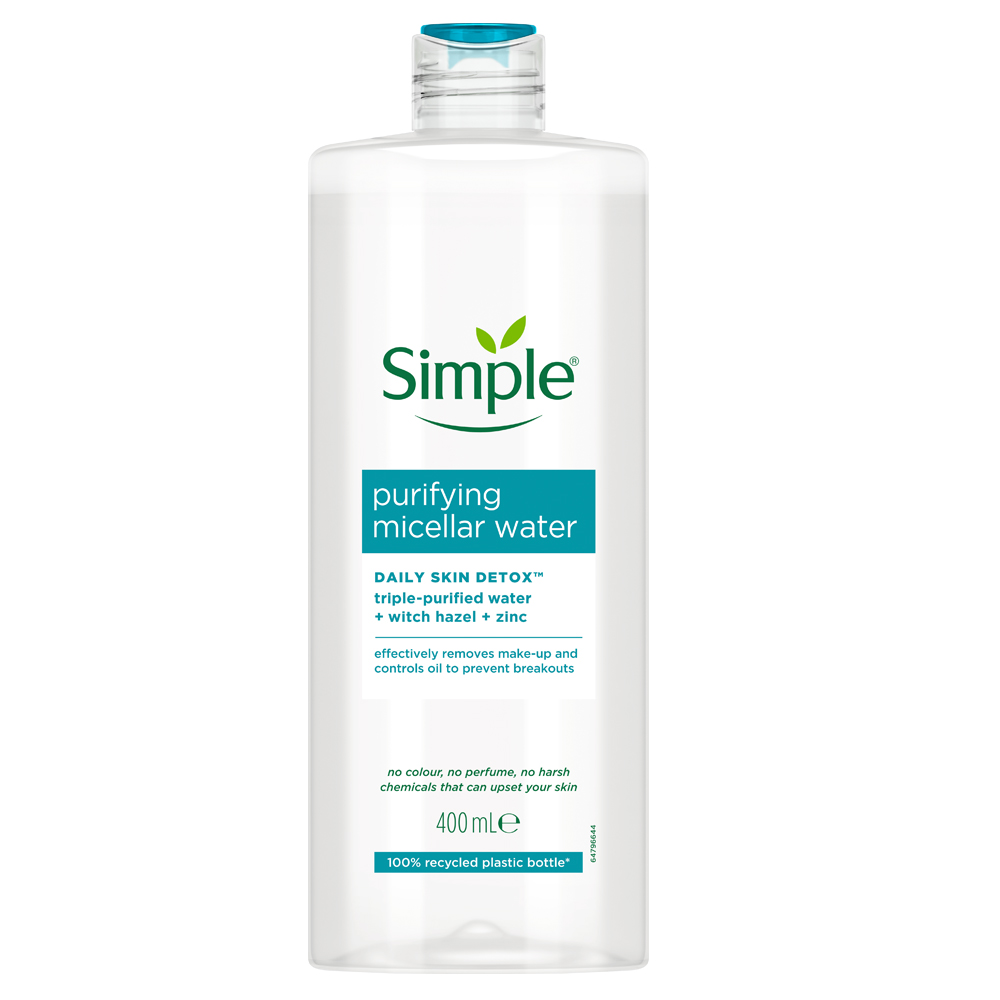 Simple®
purifying
micellar water
DAILY SKIN DETOX™
triple-purified water
+ witch hazel + zinc
effectively removes make-up and
controls oil to prevent breakouts
no colour, no perfume, no harsh
chemicals that can upset your skin
400 mL℮
64796644
100% recycled plastic bottle*